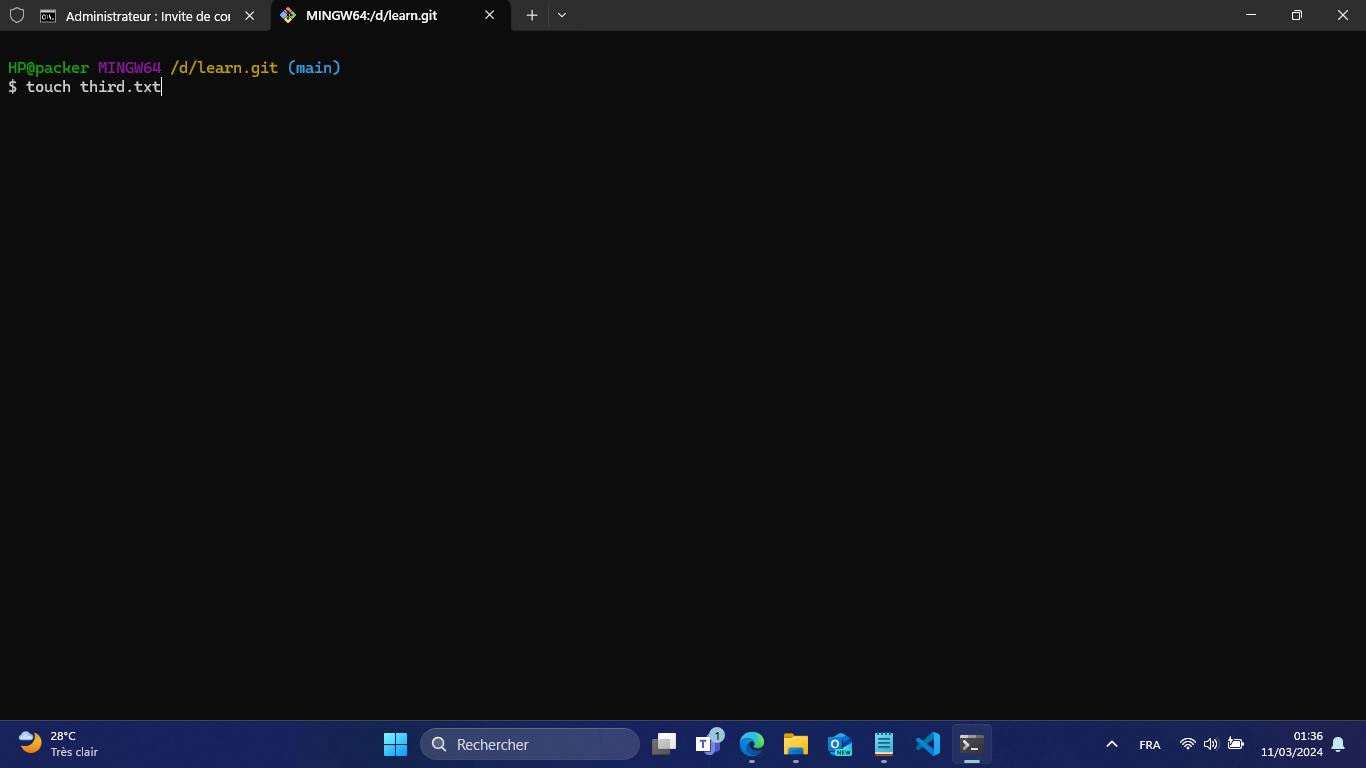 Administrateur : Invite de cor
MINGW64:/d/learn.git
HP@packer MINGW64 /d/learn.git (main)
$ touch third.txt
28°C
Très clair
Rechercher
1
NEW
FRA
01:36
11/03/2024